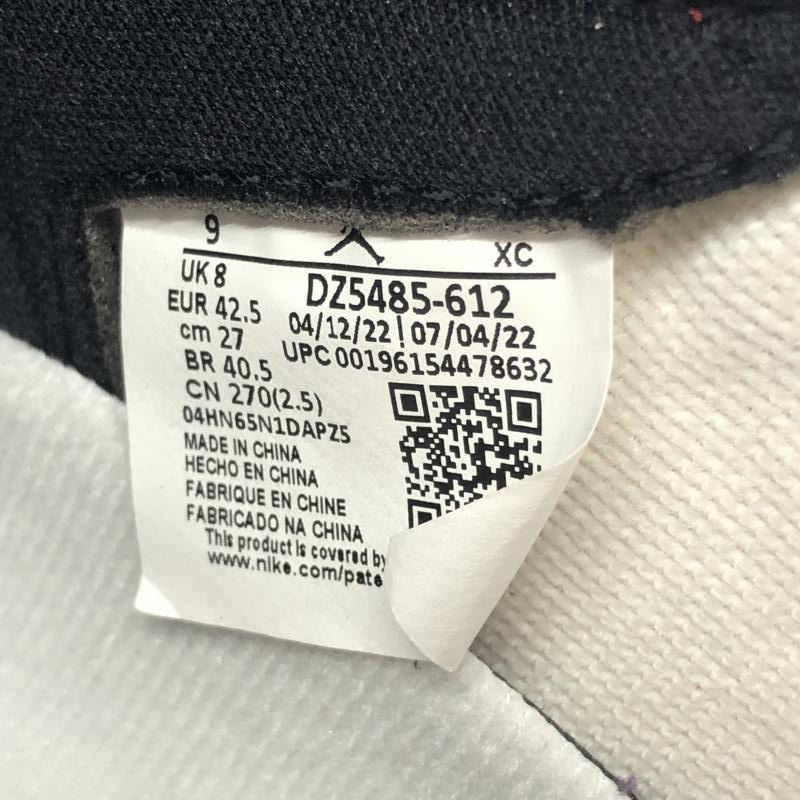 9 XC
UK 8
EUR 42.5
cm 27
BR 40.5
CN 270(2.5)
DZ5485-612
04/12/22 | 07/04/22
UPC 00196154478632
04HN65N1DAPZ5
MADE IN CHINA
HECHO EN CHINA
FABRIQUE EN CHINE
FABRICADO NA CHINA
This product is covered by
www.nike.com/pate